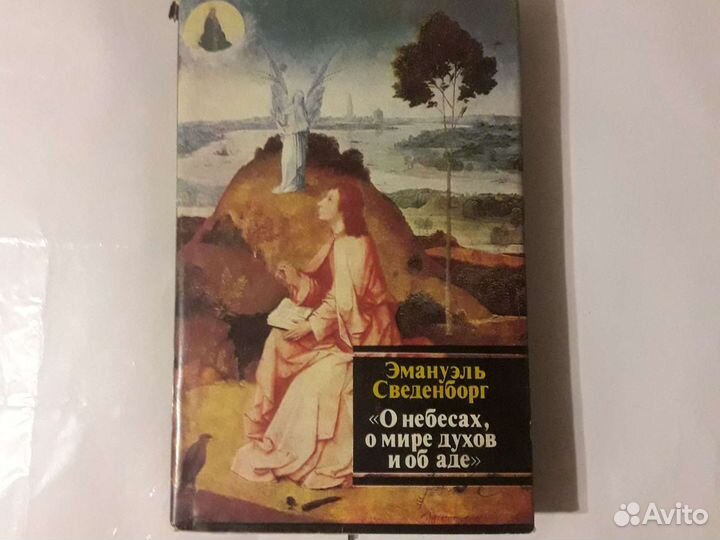 Эмануэль
Сведенборг
«О небесах,
о мире духов
и об аде»
Avito